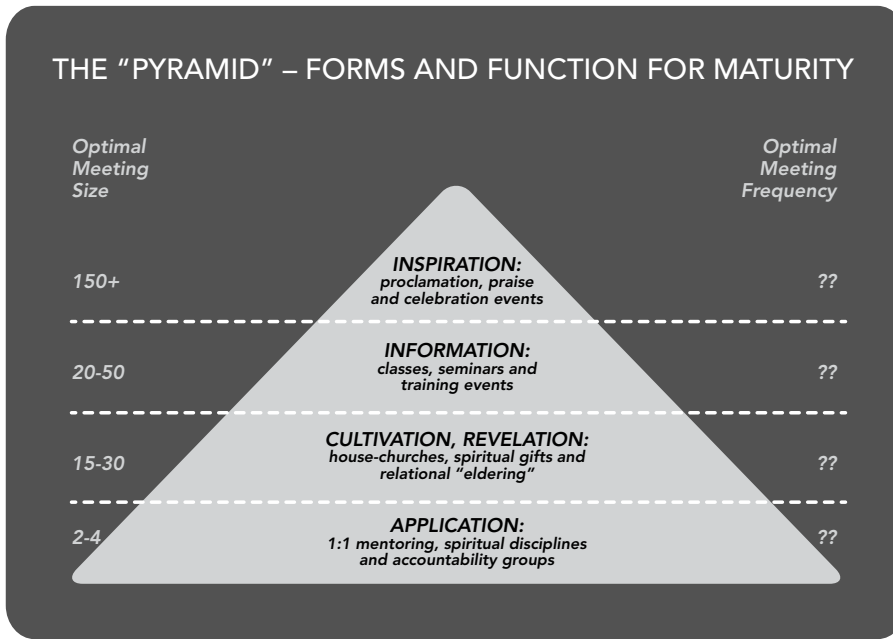 THE “PYRAMID” – FORMS AND FUNCTION FOR MATURITY
Optimal
Meeting
Size
Optimal
Meeting
Frequency
150+
INSPIRATION:
proclamation, praise
and celebration events
??
20-50
INFORMATION:
classes, seminars and
training events
??
15-30
CULTIVATION, REVELATION:
house-churches, spiritual gifts and
relational “eldering”
??
2-4
APPLICATION:
1:1 mentoring, spiritual disciplines
and accountability groups
??